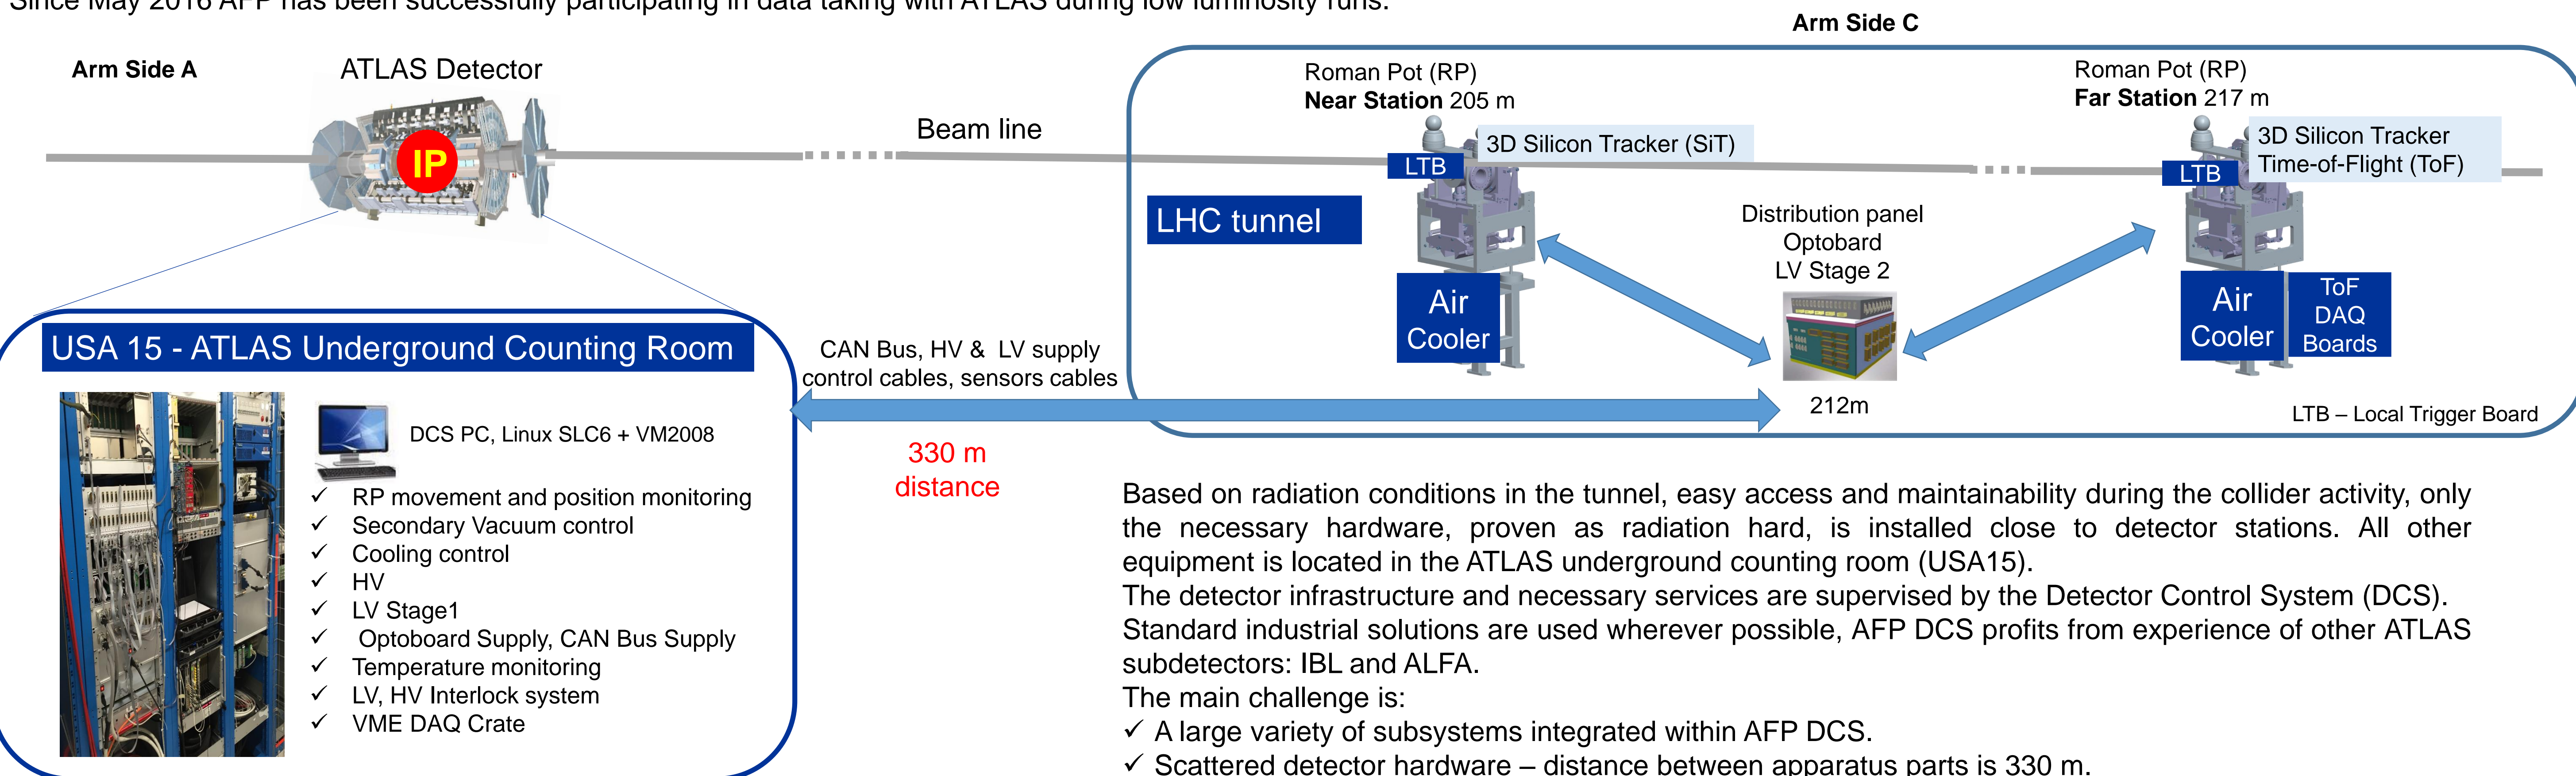 Since May 2016 AFP has been successfully participating in data taking with ATLAS during low luminosity runs.
Arm Side C
Arm Side A
ATLAS Detector
IP
Beam line
Roman Pot (RP)
Near Station 205 m
3D Silicon Tracker (SiT)
LTB
Roman Pot (RP)
Far Station 217 m
3D Silicon Tracker
Time-of-Flight (ToF)
LTB
LHC tunnel
Distribution panel
Optobard
LV Stage 2
212m
Air
Cooler
Air
Cooler
ToF
DAQ
Boards
LTB – Local Trigger Board
USA 15 - ATLAS Underground Counting Room
CAN Bus, HV & LV supply
control cables, sensors cables
330 m
distance
DCS PC, Linux SLC6 + VM2008
✓ RP movement and position monitoring
✓ Secondary Vacuum control
✓ Cooling control
✓ HV
✓ LV Stage1
✓ Optoboard Supply, CAN Bus Supply
✓ Temperature monitoring
✓ LV, HV Interlock system
✓ VME DAQ Crate
Based on radiation conditions in the tunnel, easy access and maintainability during the collider activity, only
the necessary hardware, proven as radiation hard, is installed close to detector stations. All other
equipment is located in the ATLAS underground counting room (USA15).
The detector infrastructure and necessary services are supervised by the Detector Control System (DCS).
Standard industrial solutions are used wherever possible, AFP DCS profits from experience of other ATLAS
subdetectors: IBL and ALFA.
The main challenge is:
✓ A large variety of subsystems integrated within AFP DCS.
✓ Scattered detector hardware – distance between apparatus parts is 330 m.